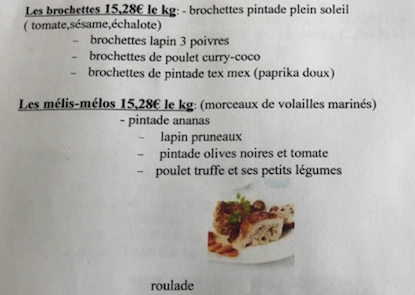 Les brochettes 15,28€ le kg: - brochettes pintade plein soleil
( tomate,sésame,échalote)
- brochettes lapin 3 poivres
- brochettes de poulet curry-coco
- brochettes de pintade tex mex (paprika doux)
Les mélis-mélos 15,28€ le kg: (morceaux de volailles marinés)
- pintade ananas
- lapin pruneaux
- pintade olives noires et tomate
- poulet truffe et ses petits légumes
roulade